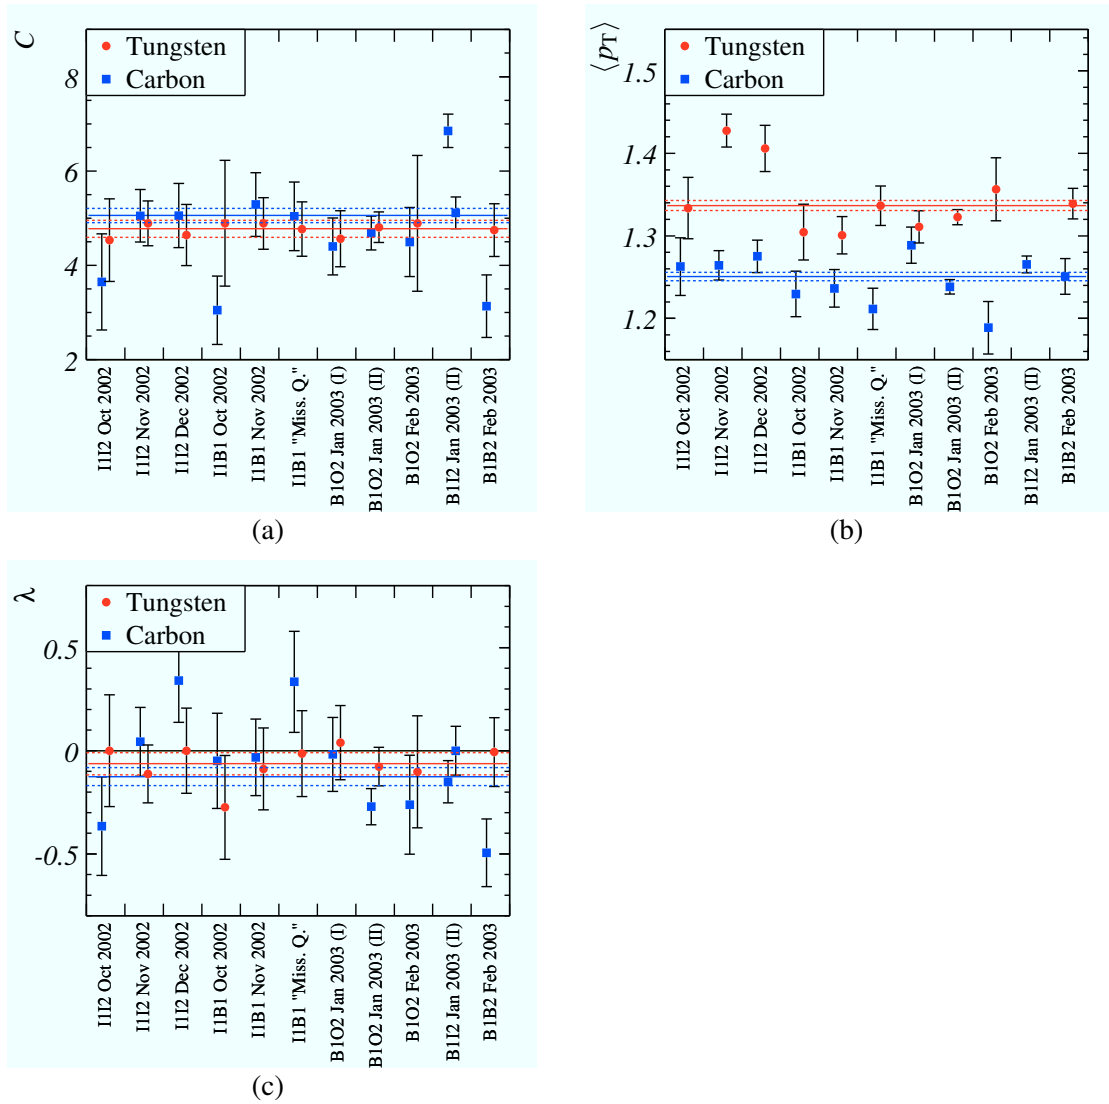 C
Tungsten
Carbon
8
6
4
2
I1I2 Oct 2002
I1I2 Nov 2002
I1I2 Dec 2002
I1B1 Oct 2002
I1B1 Nov 2002
I1B1 "Miss. Q."
B1O2 Jan 2003 (I)
B1O2 Jan 2003 (II)
B1O2 Feb 2003
B1I2 Jan 2003 (II)
B1B2 Feb 2003
(a)
⟨pT⟩
Tungsten
Carbon
1.5
1.4
1.3
1.2
I1I2 Oct 2002
I1I2 Nov 2002
I1I2 Dec 2002
I1B1 Oct 2002
I1B1 Nov 2002
I1B1 "Miss. Q."
B1O2 Jan 2003 (I)
B1O2 Jan 2003 (II)
B1O2 Feb 2003
B1I2 Jan 2003 (II)
B1B2 Feb 2003
(b)
λ
Tungsten
Carbon
0.5
0
-0.5
I1I2 Oct 2002
I1I2 Nov 2002
I1I2 Dec 2002
I1B1 Oct 2002
I1B1 Nov 2002
I1B1 "Miss. Q."
B1O2 Jan 2003 (I)
B1O2 Jan 2003 (II)
B1O2 Feb 2003
B1I2 Jan 2003 (II)
B1B2 Feb 2003
(c)